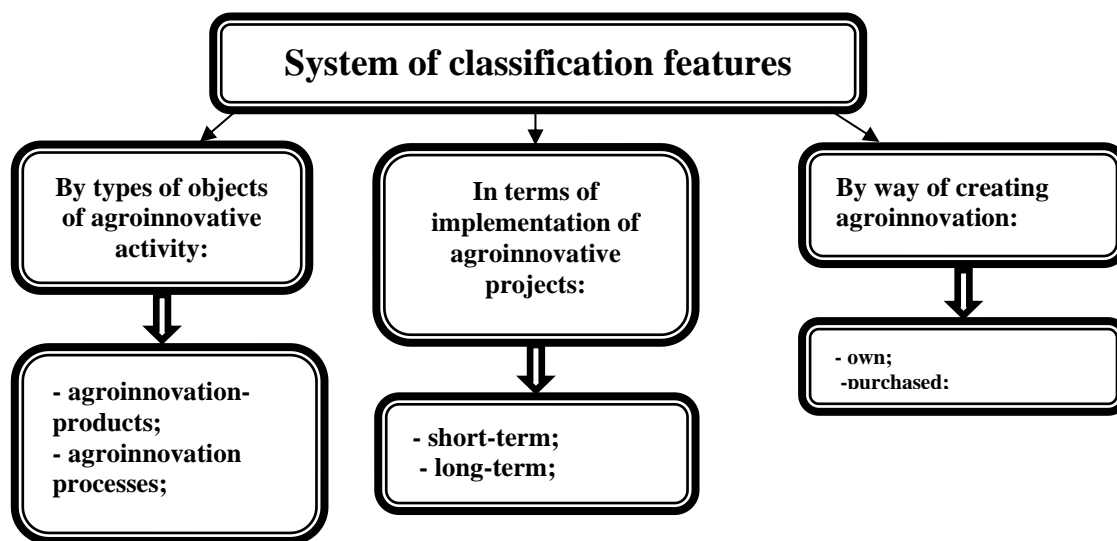 System of classification features
By types of objects
of agroinnovative
activity:
In terms of
implementation of
agroinnovative
projects:
By way of creating
agroinnovation:
- agroinnovation-
products;
- agroinnovation
processes;
- short-term;
- long-term;
- own;
-purchased;